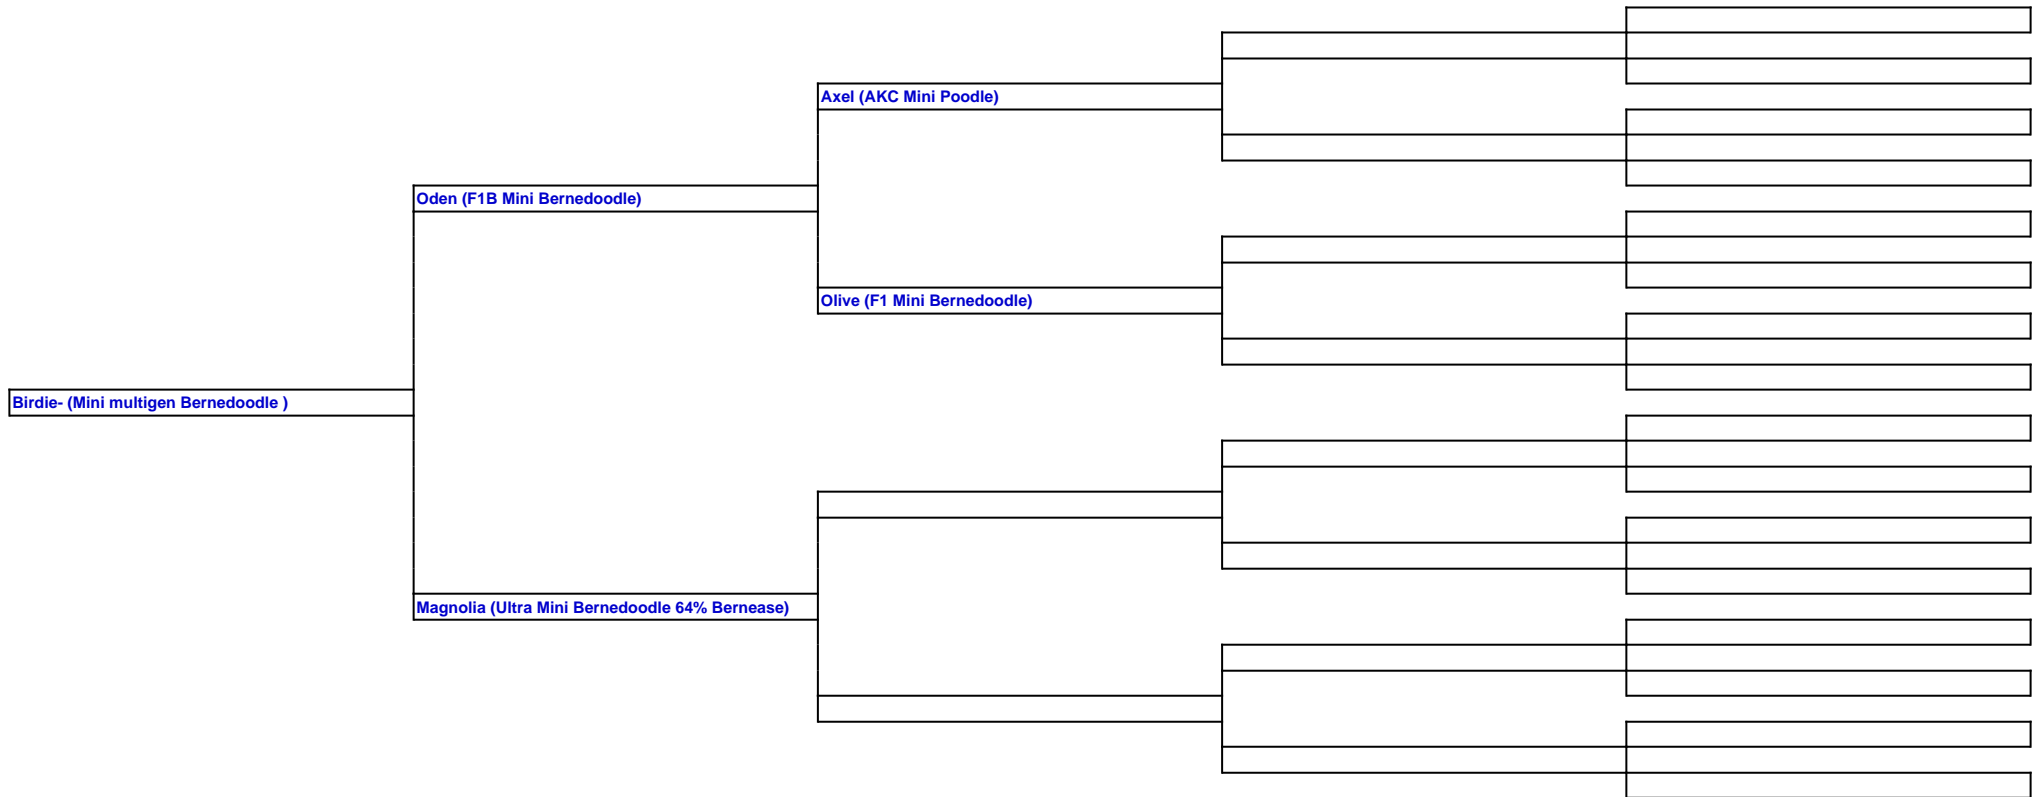 Axel (AKC Mini Poodle)
Oden (F1B Mini Bernedoodle)
Olive (F1 Mini Bernedoodle)
Birdie- (Mini multigen Bernedoodle )
Magnolia (Ultra Mini Bernedoodle 64% Bernease)